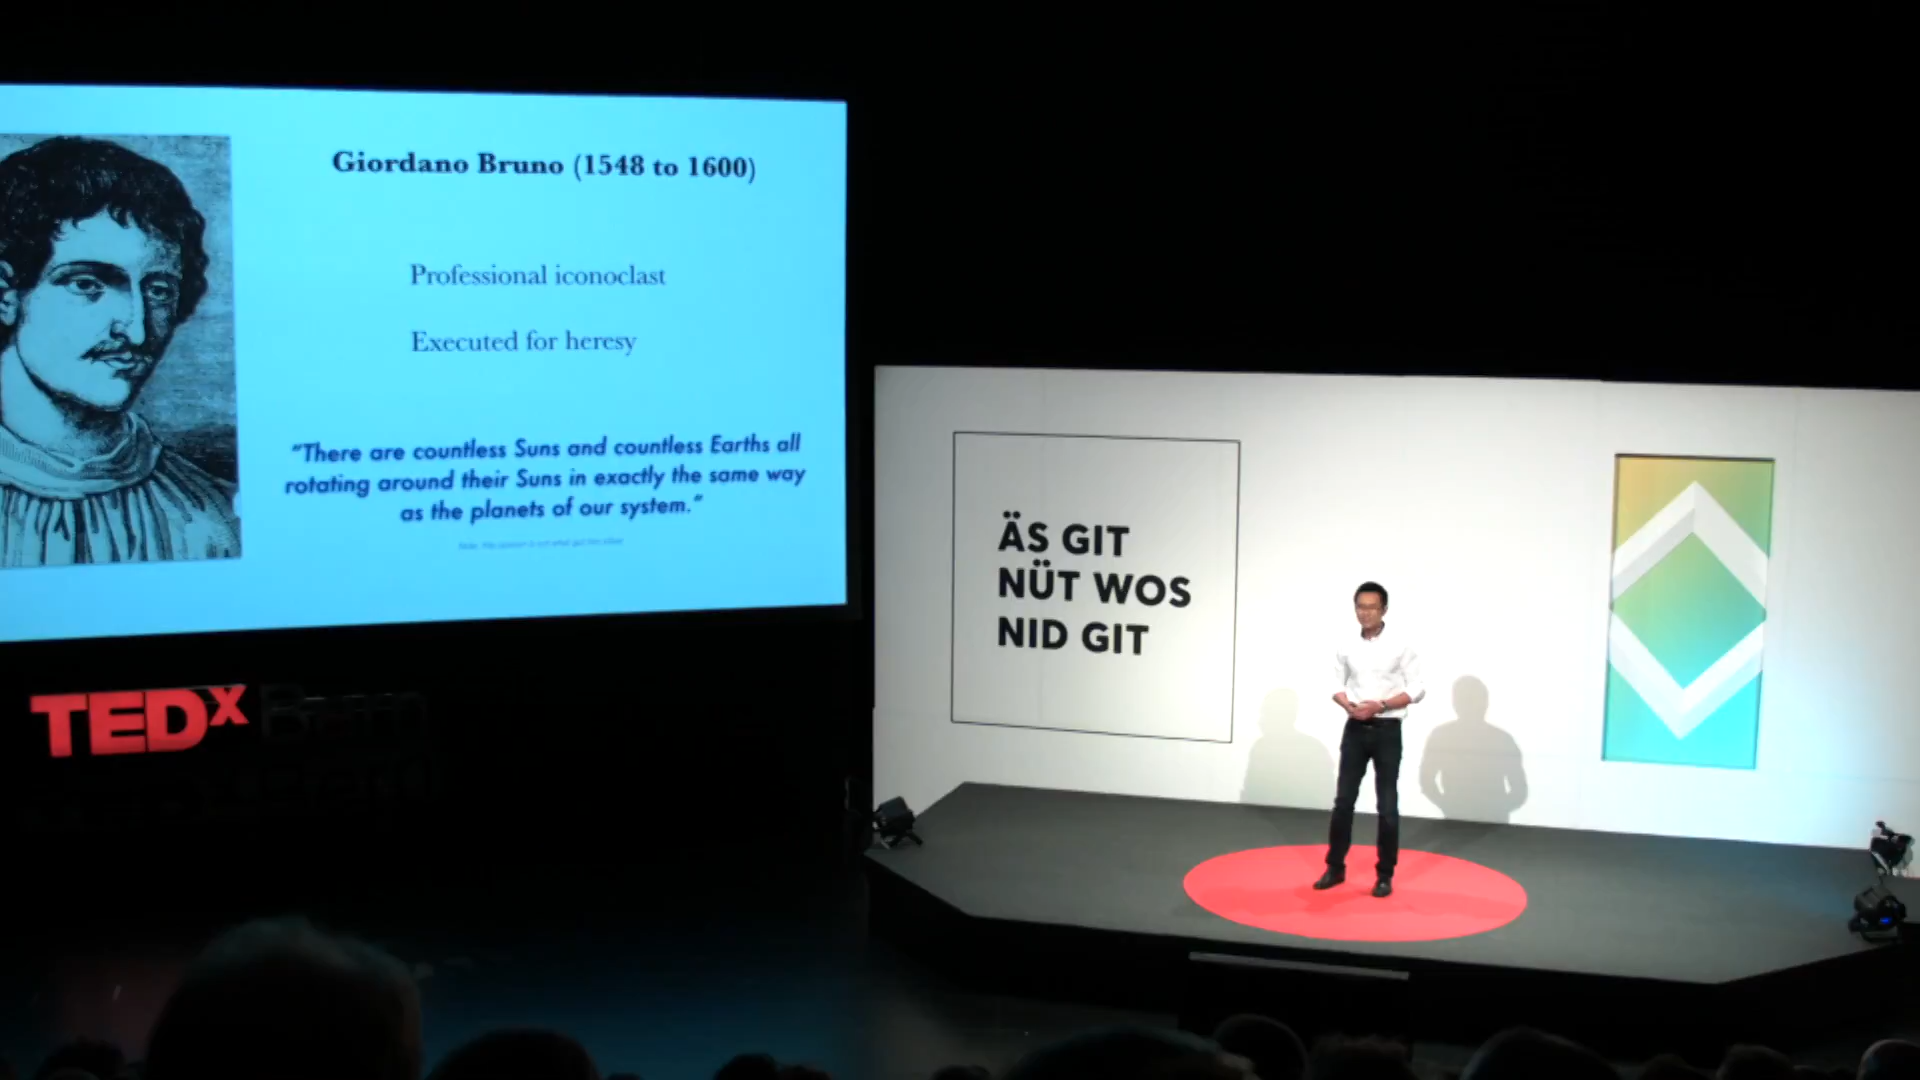 Giordano Bruno (1548 to 1600)
Professional iconoclast
Executed for heresy
"There are countless Suns and countless Earths all
rotating around their Suns in exactly the same way
as the planets of our system."
TEDx Bern
ÄS GIT
NÜT WOS
NID GIT